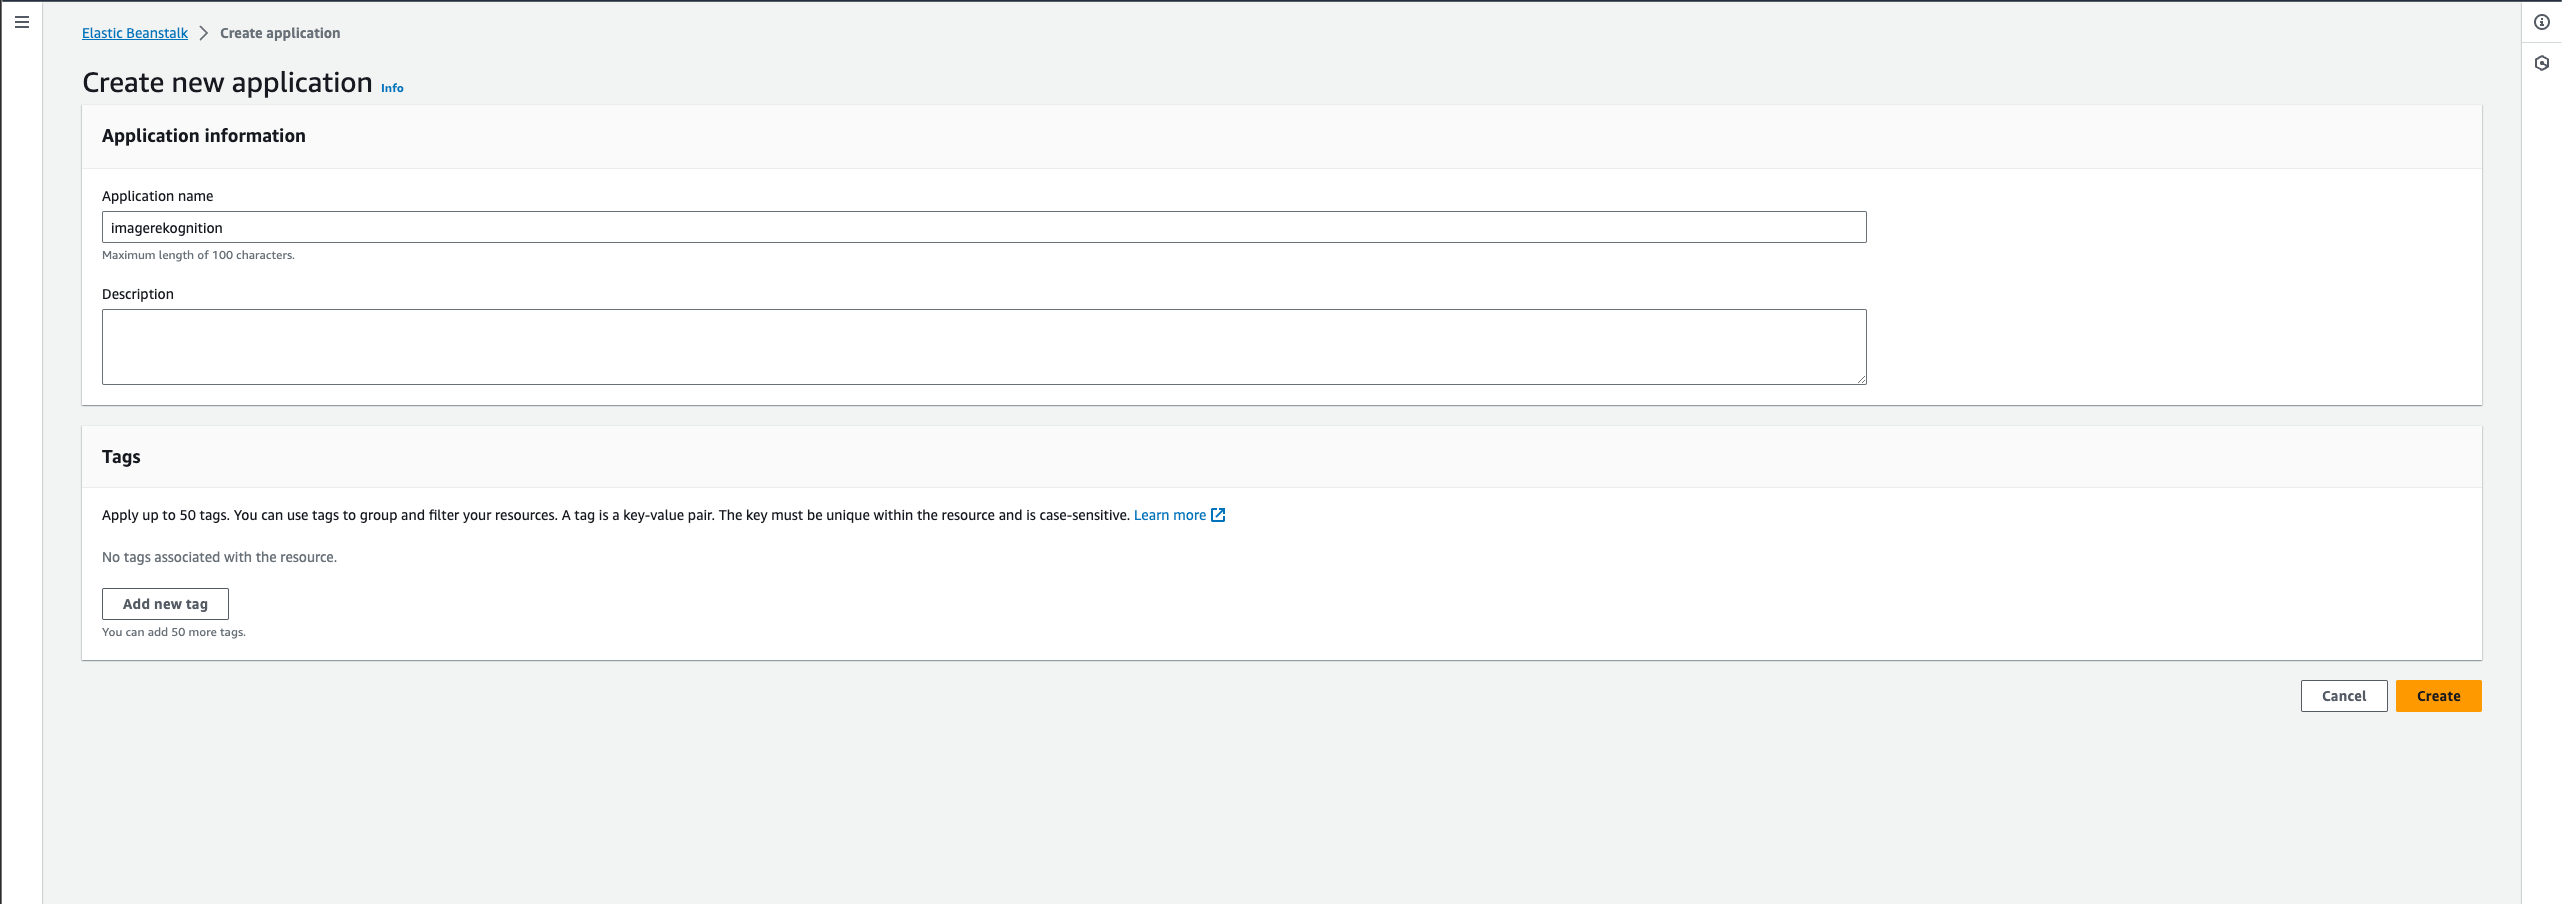 Elastic Beanstalk > Create application
Create new application Info
Application information
Application name
imagerekognition
Maximum length of 100 characters.
Description
Tags
Apply up to 50 tags. You can use tags to group and filter your resources. A tag is a key-value pair. The key must be unique within the resource and is case-sensitive. Learn more
No tags associated with the resource.
Add new tag
You can add 50 more tags.
Cancel Create